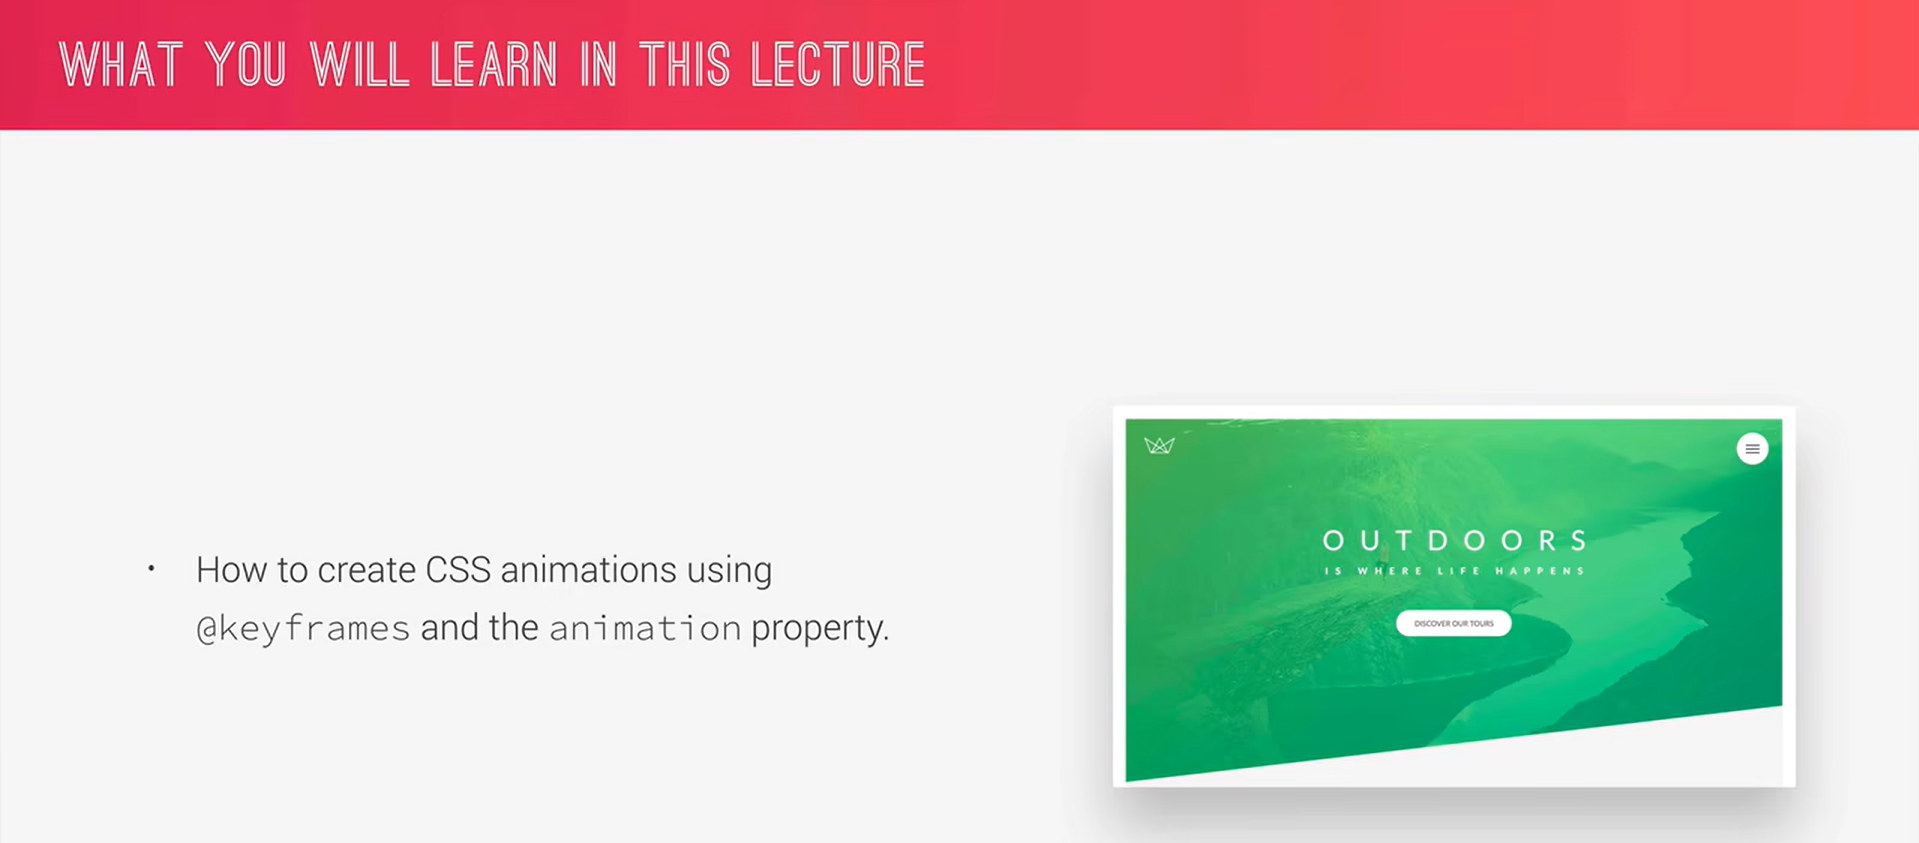 WHAT YOU WILL LEARN IN THIS LECTURE
• How to create CSS animations using
@keyframes and the animation property.
OUTDOORS
IS WHERE LIFE HAPPENS
DISCOVER OUR TOURS